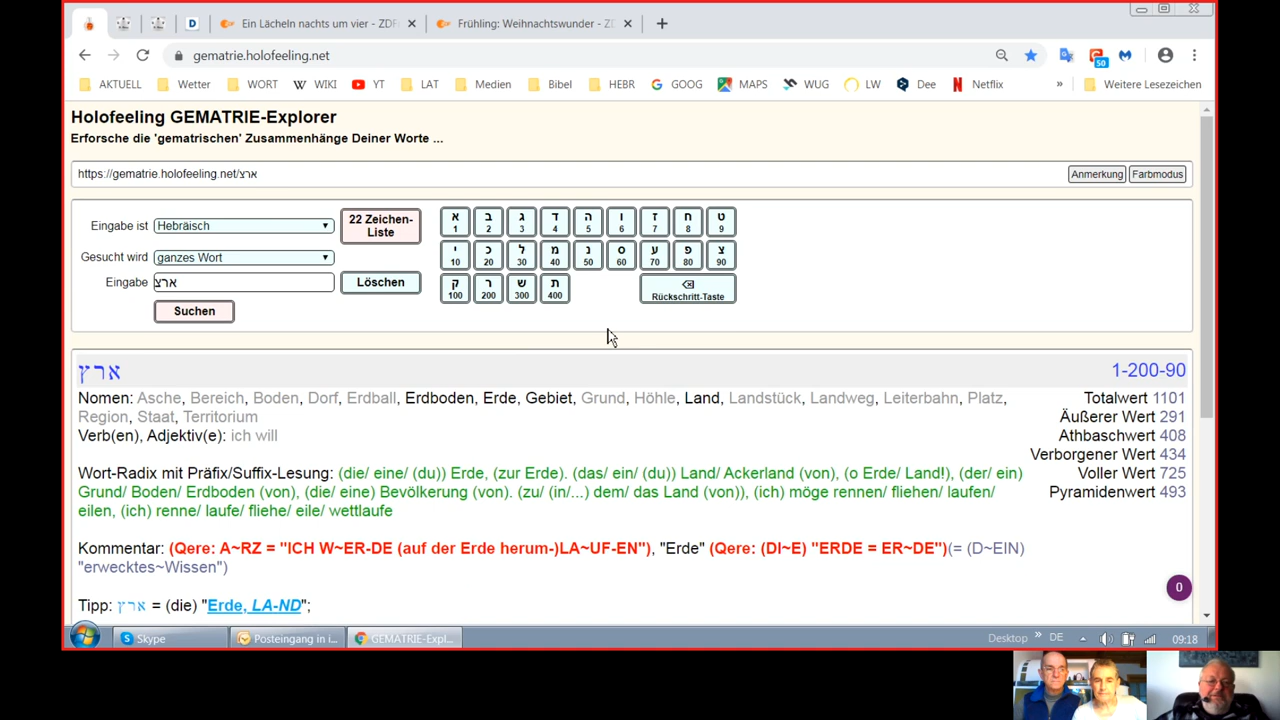 Ein Lächeln nachts um vier - ZDF × Frühling: Weihnachtswunder - ZD × +
gematrie.holofeeling.net 50
AKTUELL Wetter WORT WIKI YT LAT Medien Bibel HEBR GOOG MAPS WUG LW Dee Netflix » Weitere Lesezeichen
Holofeeling GEMATRIE-Explorer
Erforsche die 'gematrischen' Zusammenhänge Deiner Worte ...
https://gematrie.holofeeling.net/ארצ Anmerkung Farbmodus
Eingabe ist Hebräisch 22 Zeichen-Liste
Gesucht wird ganzes Wort
Eingabe ארצ Löschen
Suchen
א ב ג ד ה ו ז ח ט
1 2 3 4 5 6 7 8 9
י כ ל מ נ ס ע פ צ
10 20 30 40 50 60 70 80 90
ק ר ש ת
100 200 300 400 Rückschritt-Taste
ארץ 1-200-90
Nomen: Asche, Bereich, Boden, Dorf, Erdball, Erdboden, Erde, Gebiet, Grund, Höhle, Land, Landstück, Landweg, Leiterbahn, Platz,
Region, Staat, Territorium
Verb(en), Adjektiv(e): ich will
Totalwert 1101
Äußerer Wert 291
Athbaschwert 408
Verborgener Wert 434
Voller Wert 725
Pyramidenwert 493
Wort-Radix mit Präfix/Suffix-Lesung: (die/ eine/ (du)) Erde, (zur Erde). (das/ ein/ (du)) Land/ Ackerland (von), (o Erde/ Land!), (der/ ein)
Grund/ Boden/ Erdboden (von), (die/ eine) Bevölkerung (von). (zu/ (in/...) dem/ das Land (von)), (ich) möge rennen/ fliehen/ laufen/
eilen, (ich) renne/ laufe/ fliehe/ eile/ wettlaufe
Kommentar: (Qere: A~RZ = "ICH W~ER-DE (auf der Erde herum-)LA~UF-EN"), "Erde" (Qere: (DI~E) "ERDE = ER~DE")(= (D~EIN)
"erwecktes~Wissen")
Tipp: ארץ = (die) "Erde, LA-ND";
0
Skype Posteingang in i... GEMATRIE-Expl... Desktop » DE 09:18